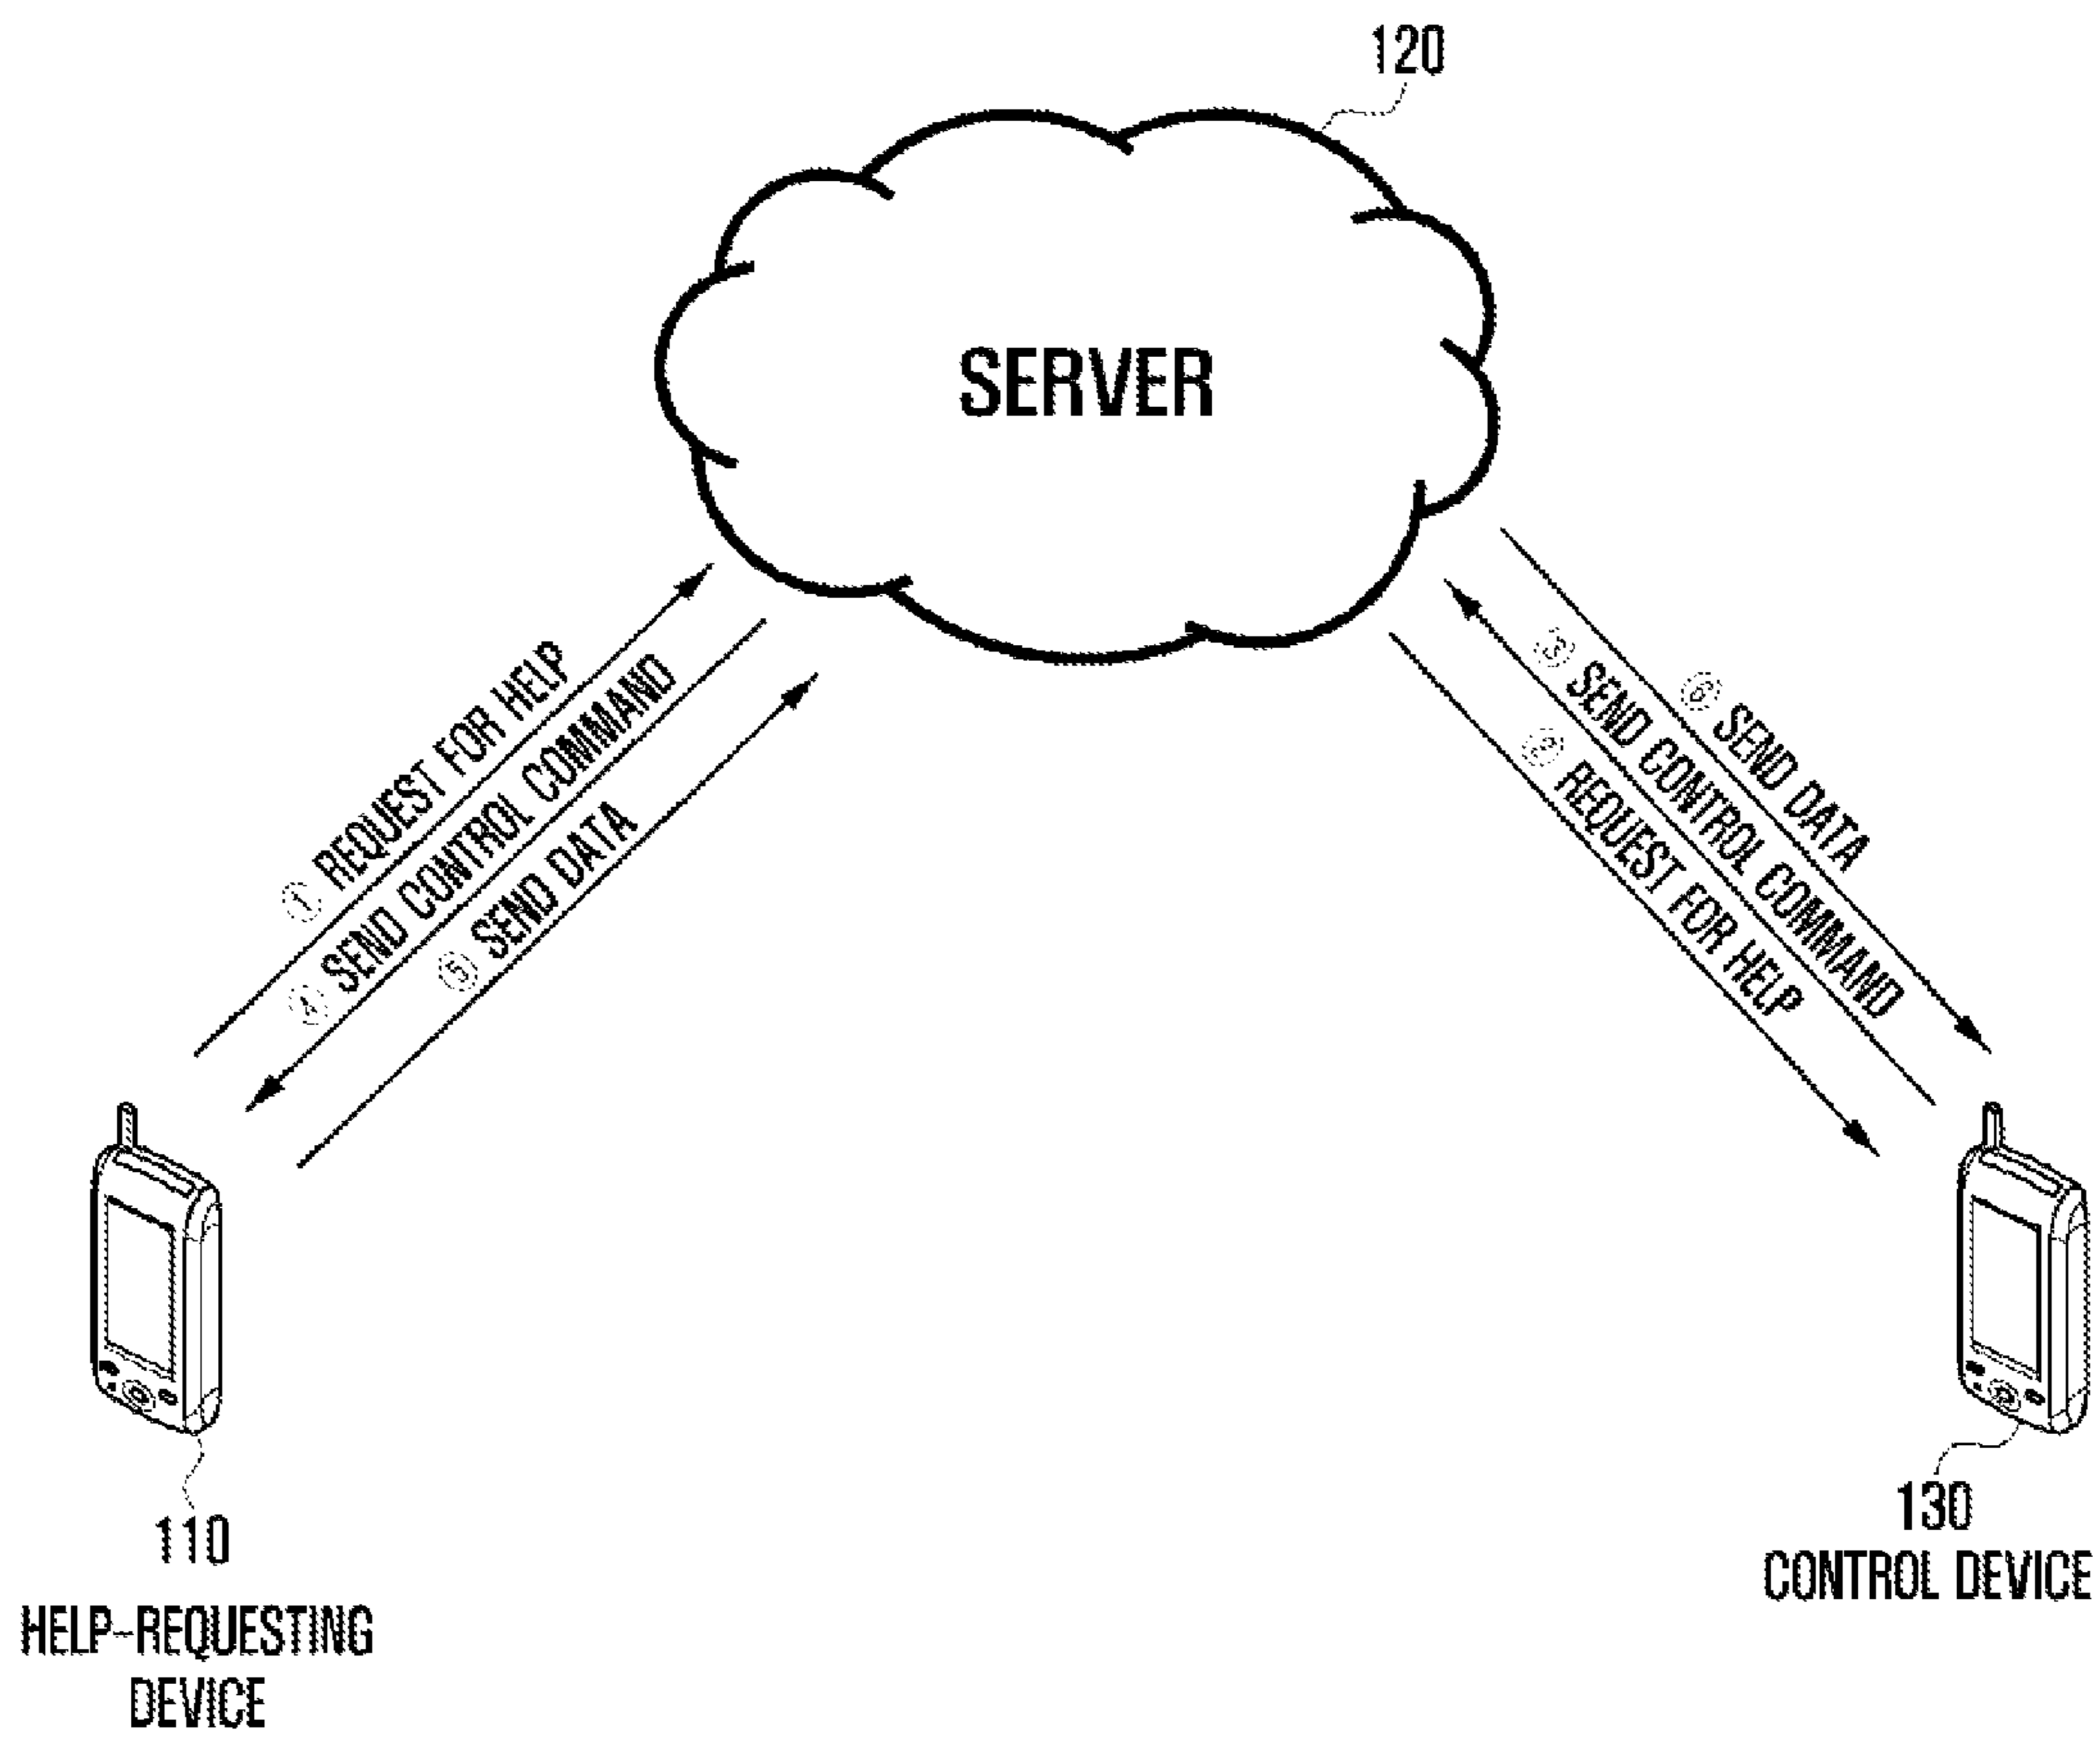 120
SERVER
① REQUEST FOR HELP
④ SEND CONTROL COMMAND
⑤ SEND DATA
⑥ SEND DATA
③ SEND CONTROL COMMAND
② REQUEST FOR HELP
110
HELP-REQUESTING
DEVICE
130
CONTROL DEVICE